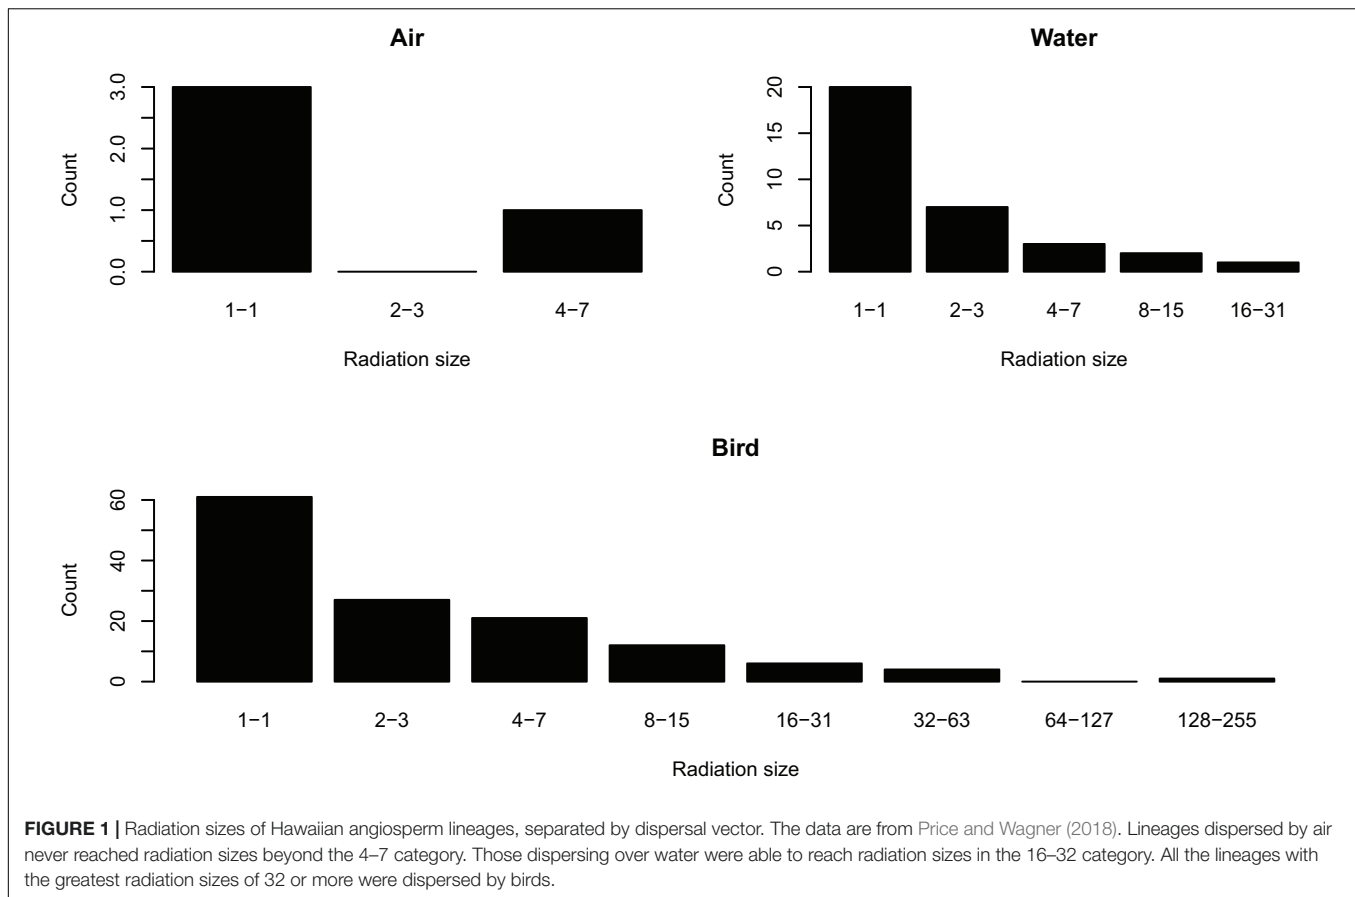 Air
3.0
2.0
1.0
0.0
Count
1–1
2–3
4–7
Radiation size
Water
20
15
10
5
0
Count
1–1
2–3
4–7
8–15
16–31
Radiation size
Bird
60
40
20
0
Count
1–1
2–3
4–7
8–15
16–31
32–63
64–127
128–255
Radiation size
FIGURE 1 | Radiation sizes of Hawaiian angiosperm lineages, separated by dispersal vector. The data are from Price and Wagner (2018). Lineages dispersed by air
never reached radiation sizes beyond the 4–7 category. Those dispersing over water were able to reach radiation sizes in the 16–32 category. All the lineages with
the greatest radiation sizes of 32 or more were dispersed by birds.